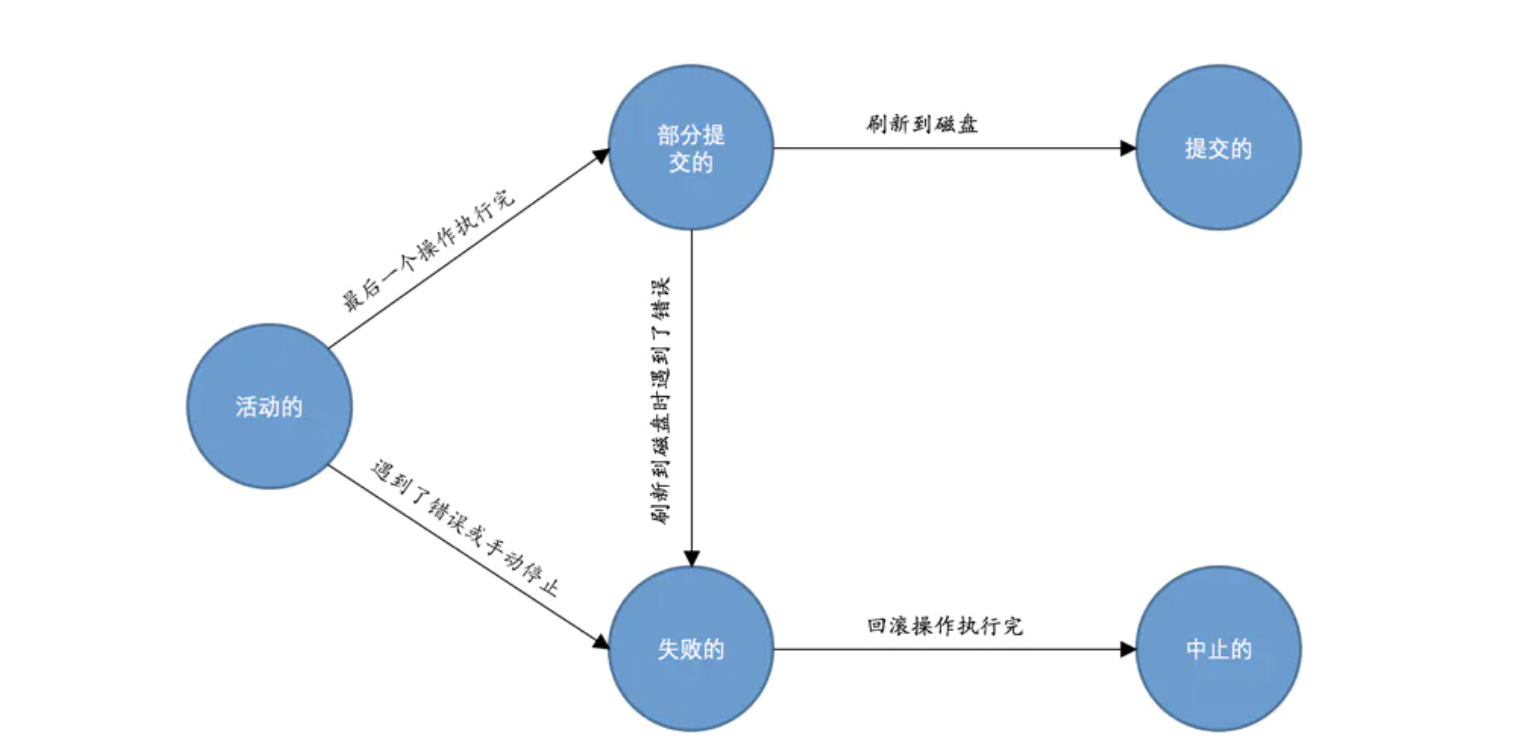 部分提
交的
刷新到磁盘
提交的
最后一个操作执行完
刷新到磁盘时遇到了错误
活动的
遇到了错误或手动停止
失败的
回滚操作执行完
中止的